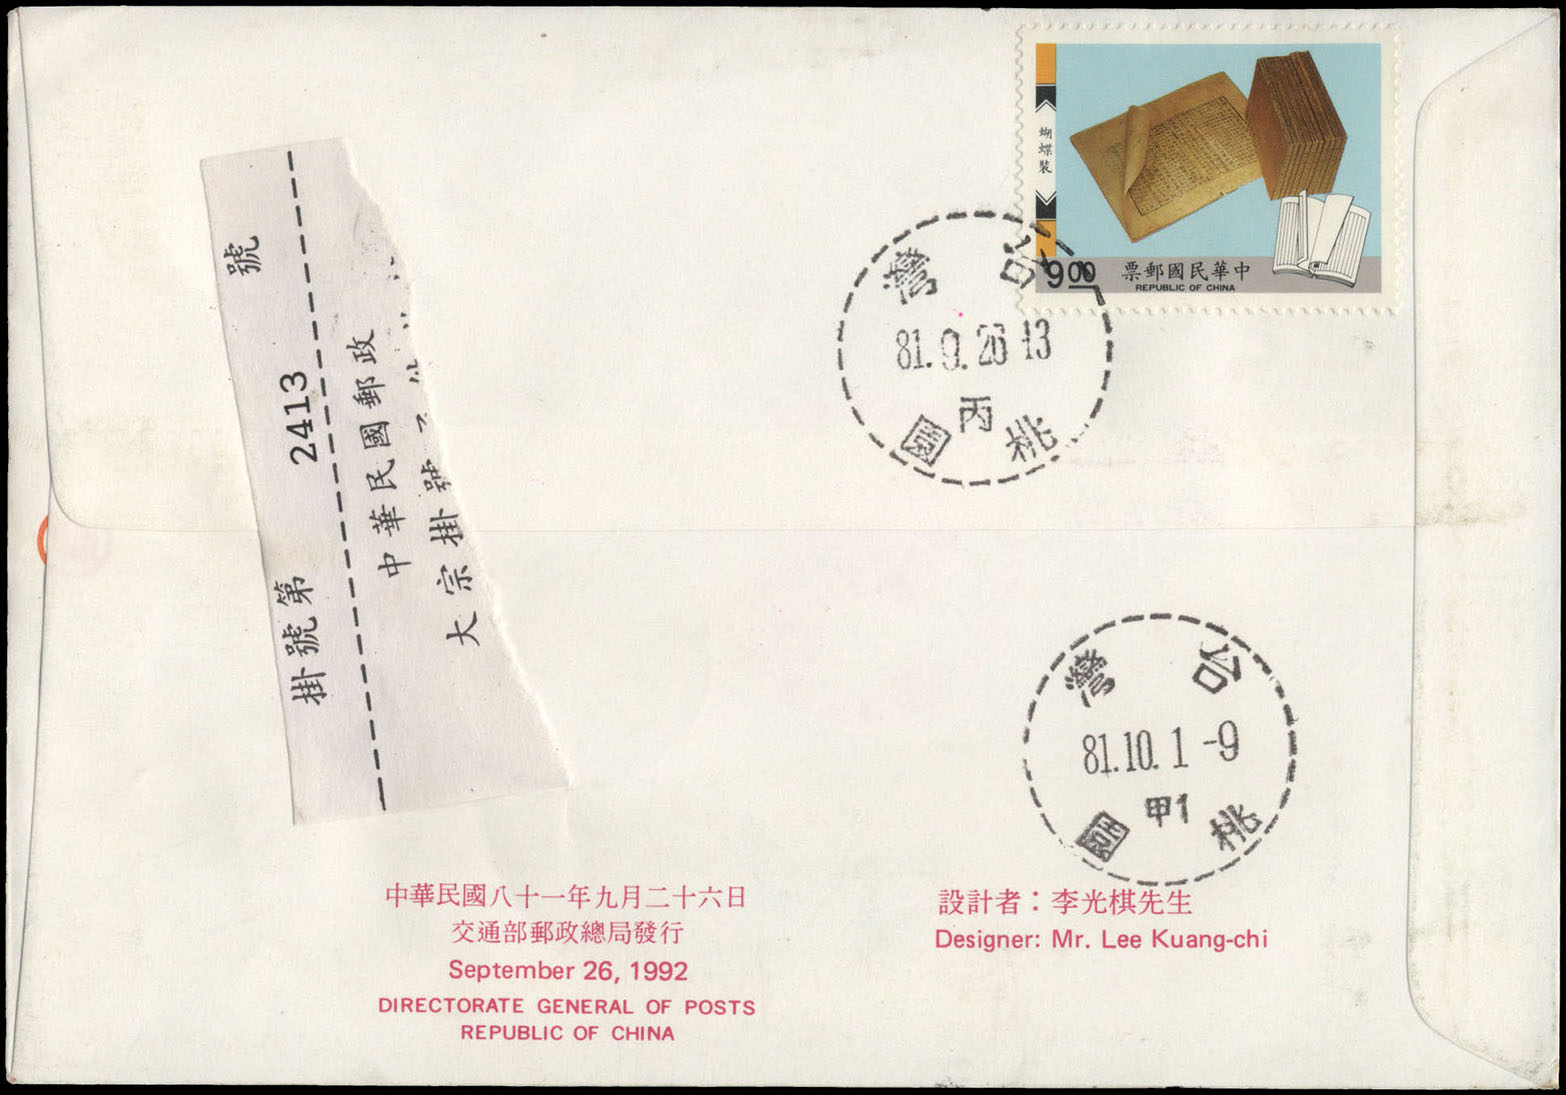 蝴蝶裝
9.00
票郵國民華中
REPUBLIC OF CHINA
灣台
81.9.26-13
丙
園桃
號
掛號第 2413
中華民國郵政
大宗掛號
灣台
81.10.1-9
甲1
園桃
中華民國八十一年九月二十六日
交通部郵政總局發行
September 26, 1992
DIRECTORATE GENERAL OF POSTS
REPUBLIC OF CHINA
設計者：李光棋先生
Designer: Mr. Lee Kuang-chi